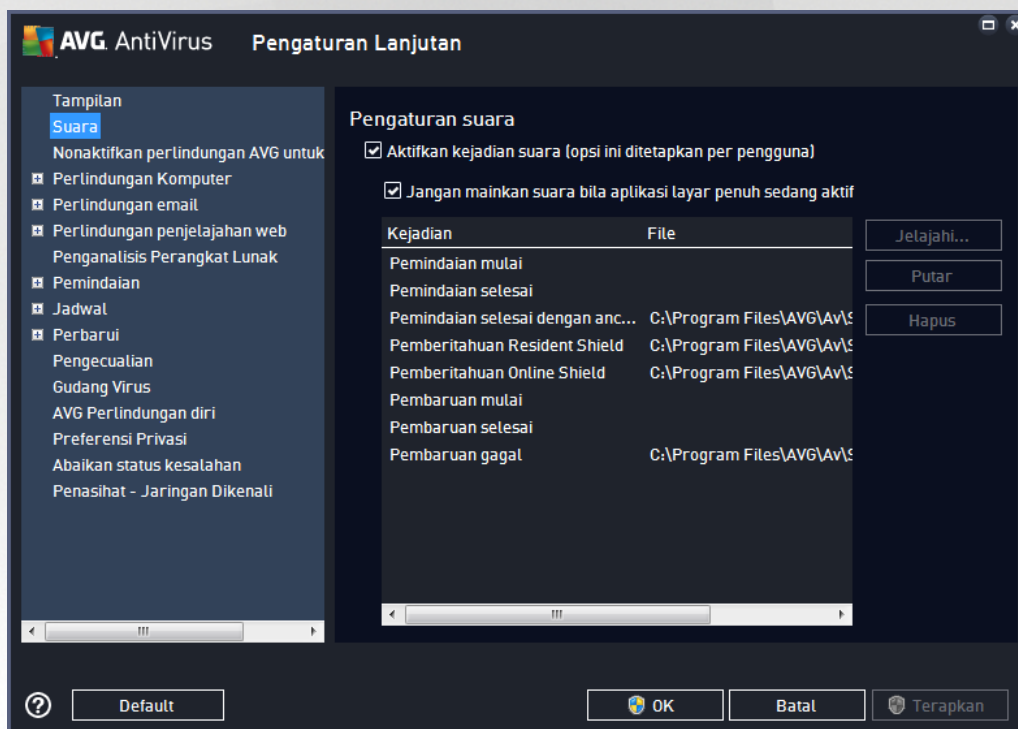 AVG. AntiVirus Pengaturan Lanjutan
Tampilan
Suara
Nonaktifkan perlindungan AVG untuk
Perlindungan Komputer
Perlindungan email
Perlindungan penjelajahan web
Penganalisis Perangkat Lunak
Pemindaian
Jadwal
Perbarui
Pengecualian
Gudang Virus
AVG Perlindungan diri
Preferensi Privasi
Abaikan status kesalahan
Penasihat - Jaringan Dikenali
Pengaturan suara
Aktifkan kejadian suara (opsi ini ditetapkan per pengguna)
Jangan mainkan suara bila aplikasi layar penuh sedang aktif
Kejadian File
Pemindaian mulai
Pemindaian selesai
Pemindaian selesai dengan anc... C:\Program Files\AVG\Av\S
Pemberitahuan Resident Shield C:\Program Files\AVG\Av\S
Pemberitahuan Online Shield C:\Program Files\AVG\Av\S
Pembaruan mulai
Pembaruan selesai
Pembaruan gagal C:\Program Files\AVG\Av\S
Jelajahi...
Putar
Hapus
Default
OK
Batal
Terapkan